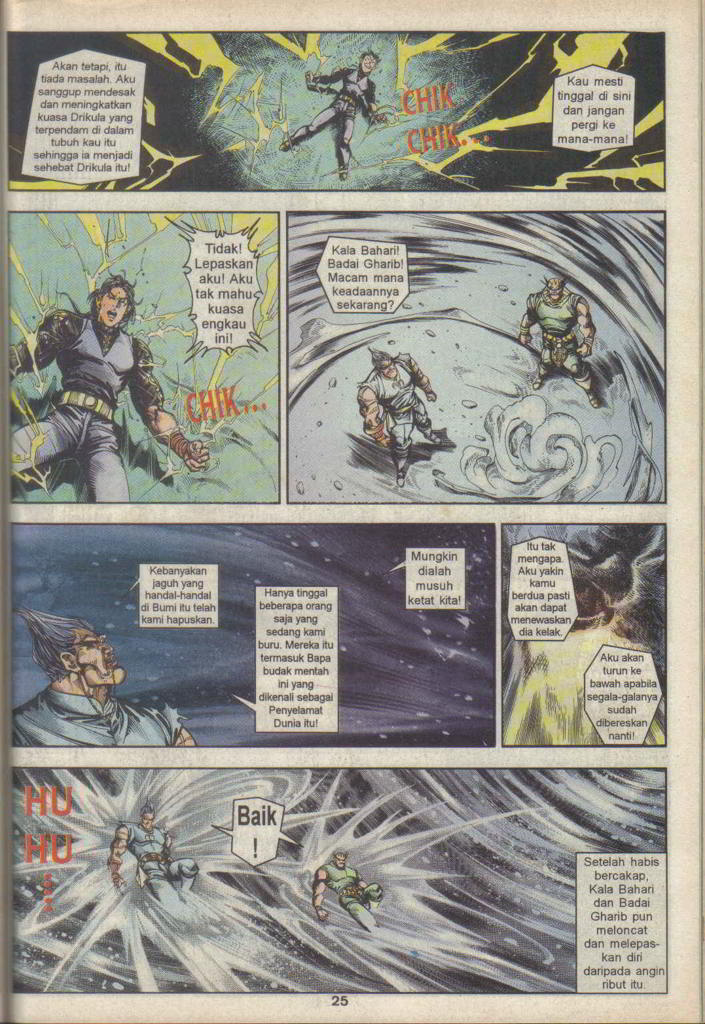 Akan tetapi, itu
tiada masalah. Aku
sanggup mendesak
dan meningkatkan
kuasa Drikula yang
terpendam di dalam
tubuh kau itu
sehingga ia menjadi
sehebat Drikula itu!
CHIK
CHIK...
Kau mesti
tinggal di sini
dan jangan
pergi ke
mana-mana!
Tidak!
Lepaskan
aku! Aku
tak mahu
kuasa
engkau
ini!
CHIK...
Kala Bahari!
Badai Gharib!
Macam mana
keadaannya
sekarang?
Kebanyakan
jaguh yang
handal-handal
di Bumi itu telah
kami hapuskan.
Hanya tinggal
beberapa orang
saja yang
sedang kami
buru. Mereka itu
termasuk Bapa
budak mentah
ini yang
dikenali sebagai
Penyelamat
Dunia itu!
Mungkin
dialah
musuh
ketat kita!
Itu tak
mengapa.
Aku yakin
kamu
berdua pasti
akan dapat
menewaskan
dia kelak.
Aku akan
turun ke
bawah apabila
segala-galanya
sudah
dibereskan
nanti!
HU
HU
Baik
!
Setelah habis
bercakap,
Kala Bahari
dan Badai
Gharib pun
meloncat
dan melepas-
kan diri
daripada angin
ribut itu.
25